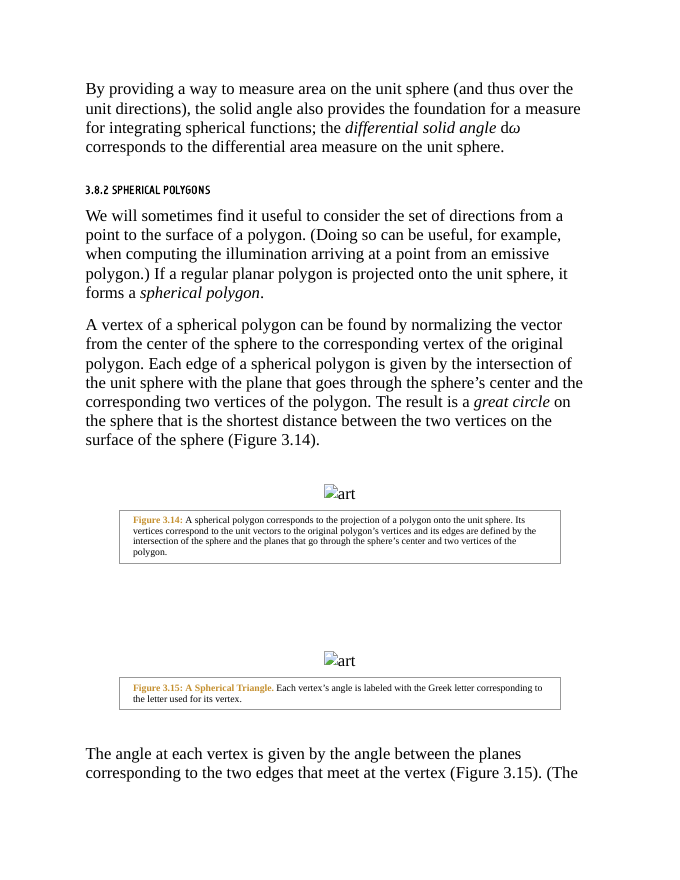 By providing a way to measure area on the unit sphere (and thus over the
unit directions), the solid angle also provides the foundation for a measure
for integrating spherical functions; the differential solid angle dω
corresponds to the differential area measure on the unit sphere.
3.8.2 SPHERICAL POLYGONS
We will sometimes find it useful to consider the set of directions from a
point to the surface of a polygon. (Doing so can be useful, for example,
when computing the illumination arriving at a point from an emissive
polygon.) If a regular planar polygon is projected onto the unit sphere, it
forms a spherical polygon.
A vertex of a spherical polygon can be found by normalizing the vector
from the center of the sphere to the corresponding vertex of the original
polygon. Each edge of a spherical polygon is given by the intersection of
the unit sphere with the plane that goes through the sphere’s center and the
corresponding two vertices of the polygon. The result is a great circle on
the sphere that is the shortest distance between the two vertices on the
surface of the sphere (Figure 3.14).
art
Figure 3.14: A spherical polygon corresponds to the projection of a polygon onto the unit sphere. Its
vertices correspond to the unit vectors to the original polygon’s vertices and its edges are defined by the
intersection of the sphere and the planes that go through the sphere’s center and two vertices of the
polygon.
art
Figure 3.15: A Spherical Triangle. Each vertex’s angle is labeled with the Greek letter corresponding to
the letter used for its vertex.
The angle at each vertex is given by the angle between the planes
corresponding to the two edges that meet at the vertex (Figure 3.15). (The